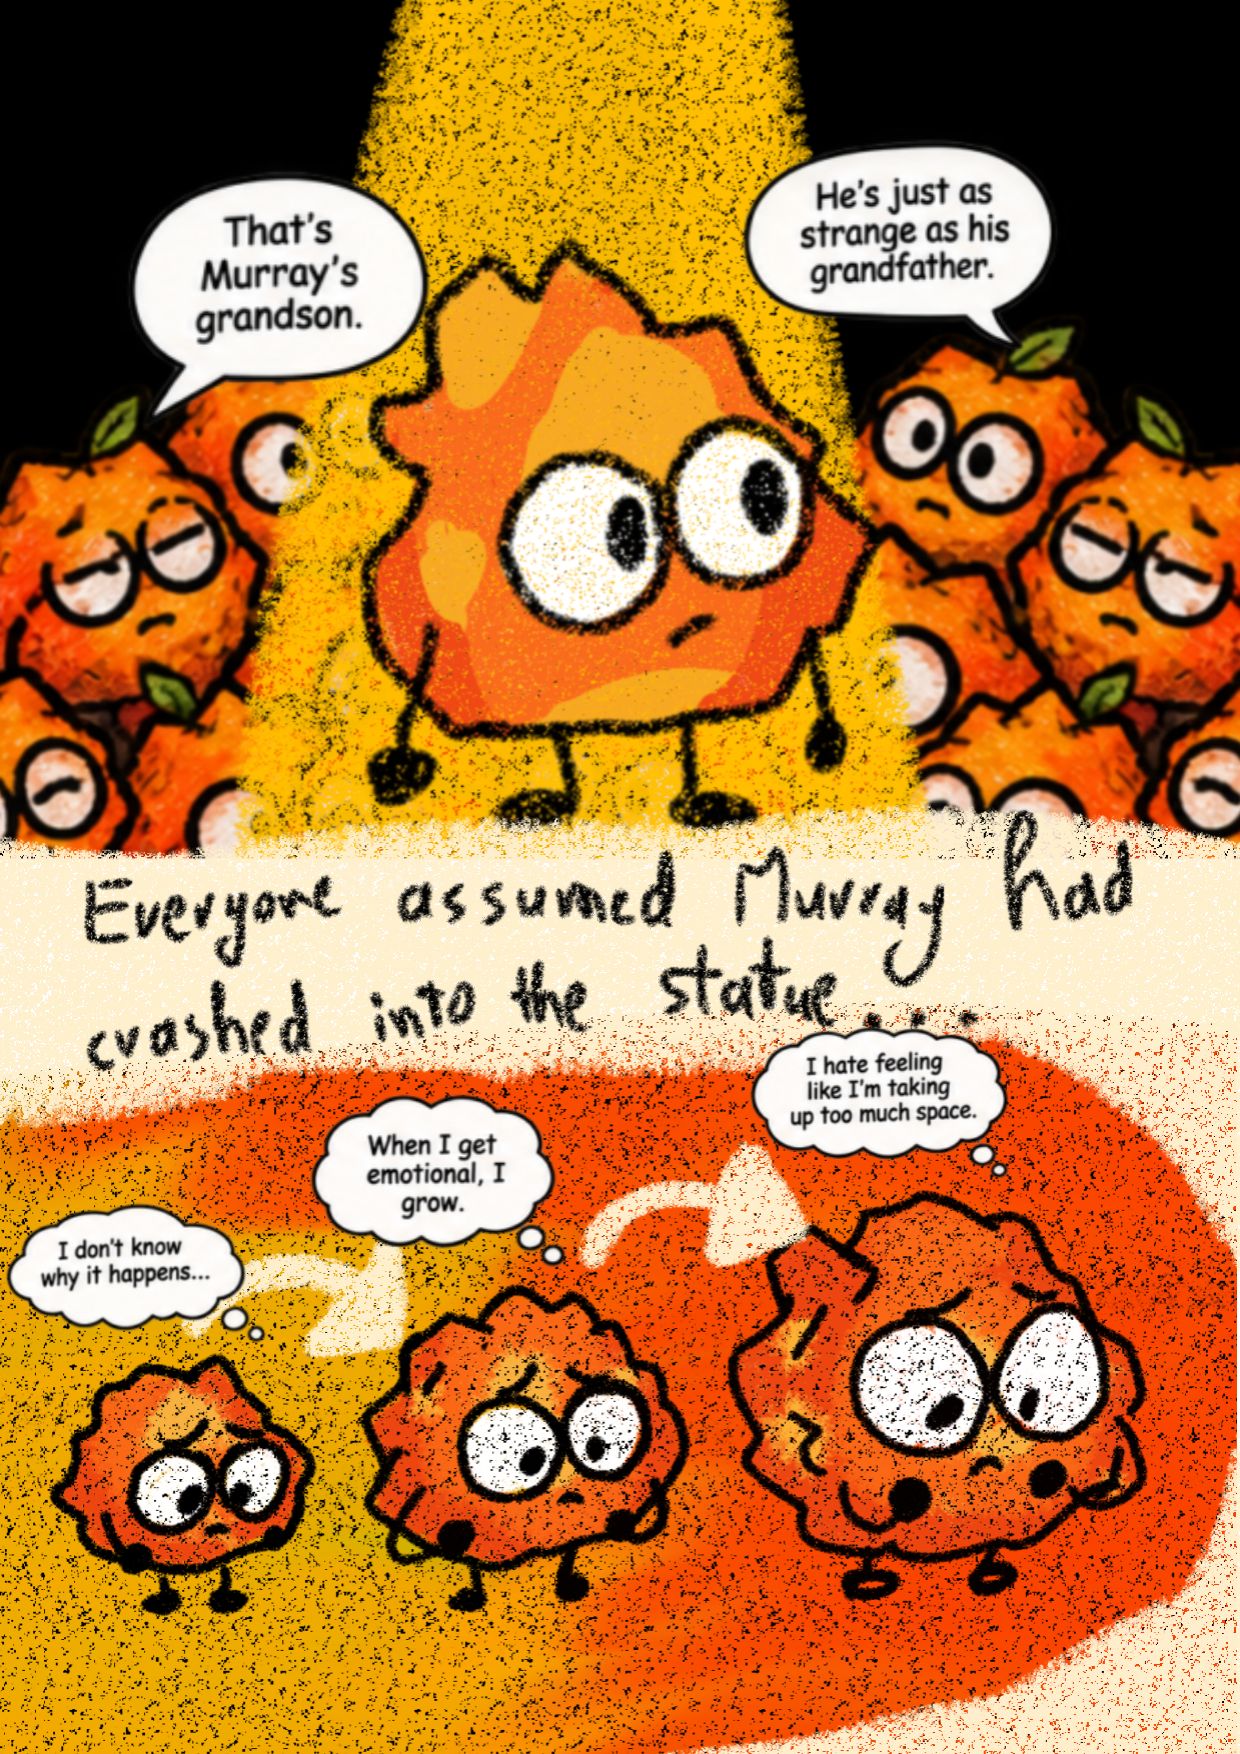 That's
Murray's
grandson.
He's just as
strange as his
grandfather.
Everyone assumed Murray had
crashed into the statue...
I don't know
why it happens...
When I get
emotional, I
grow.
I hate feeling
like I'm taking
up too much space.